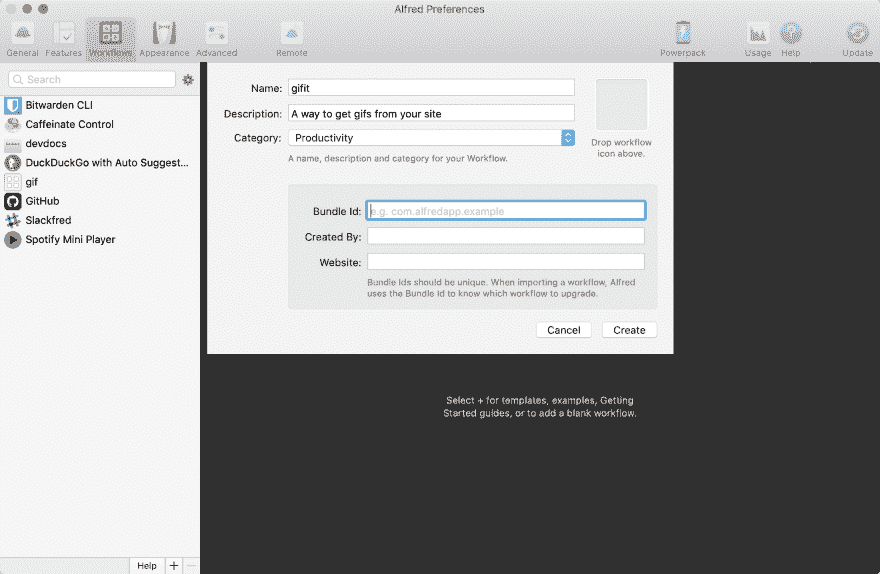 Alfred Preferences
General Features Workflows Appearance Advanced Remote Powerpack Usage Help Update
Search
Bitwarden CLI
Caffeinate Control
devdocs
DuckDuckGo with Auto Suggest...
gif
GitHub
Slackfred
Spotify Mini Player
Name: gifit
Description: A way to get gifs from your site
Category: Productivity
A name, description and category for your Workflow.
Drop workflow
icon above.
Bundle Id: e.g. com.alfredapp.example
Created By:
Website:
Bundle Ids should be unique. When importing a workflow, Alfred
uses the Bundle Id to know which workflow to upgrade.
Cancel Create
Select + for templates, examples, Getting
Started guides, or to add a blank workflow.
Help + −